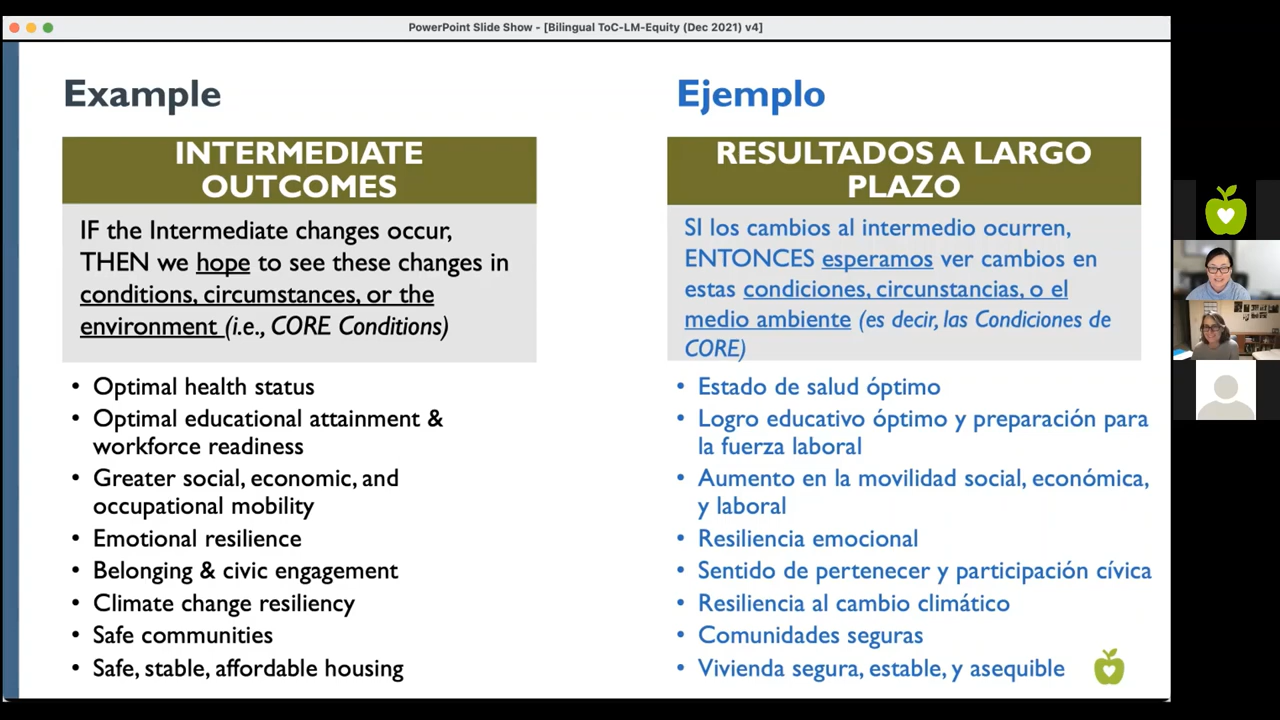 PowerPoint Slide Show - [Bilingual ToC-LM-Equity (Dec 2021) v4]
Example
INTERMEDIATE
OUTCOMES
IF the Intermediate changes occur,
THEN we hope to see these changes in
conditions, circumstances, or the
environment (i.e., CORE Conditions)
• Optimal health status
• Optimal educational attainment &
workforce readiness
• Greater social, economic, and
occupational mobility
• Emotional resilience
• Belonging & civic engagement
• Climate change resiliency
• Safe communities
• Safe, stable, affordable housing
Ejemplo
RESULTADOS A LARGO
PLAZO
SI los cambios al intermedio ocurren,
ENTONCES esperamos ver cambios en
estas condiciones, circunstancias, o el
medio ambiente (es decir, las Condiciones de
CORE)
• Estado de salud óptimo
• Logro educativo óptimo y preparación para
la fuerza laboral
• Aumento en la movilidad social, económica,
y laboral
• Resiliencia emocional
• Sentido de pertenecer y participación cívica
• Resiliencia al cambio climático
• Comunidades seguras
• Vivienda segura, estable, y asequible